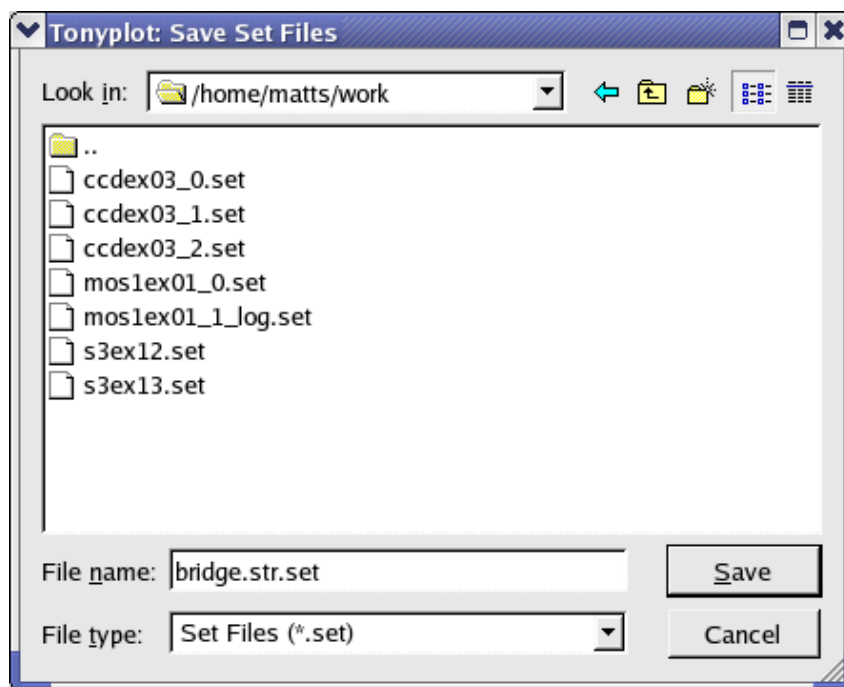 Tonyplot: Save Set Files
Look in: /home/matts/work
..
ccdex03_0.set
ccdex03_1.set
ccdex03_2.set
mos1ex01_0.set
mos1ex01_1_log.set
s3ex12.set
s3ex13.set
File name: bridge.str.set Save
File type: Set Files (*.set) Cancel